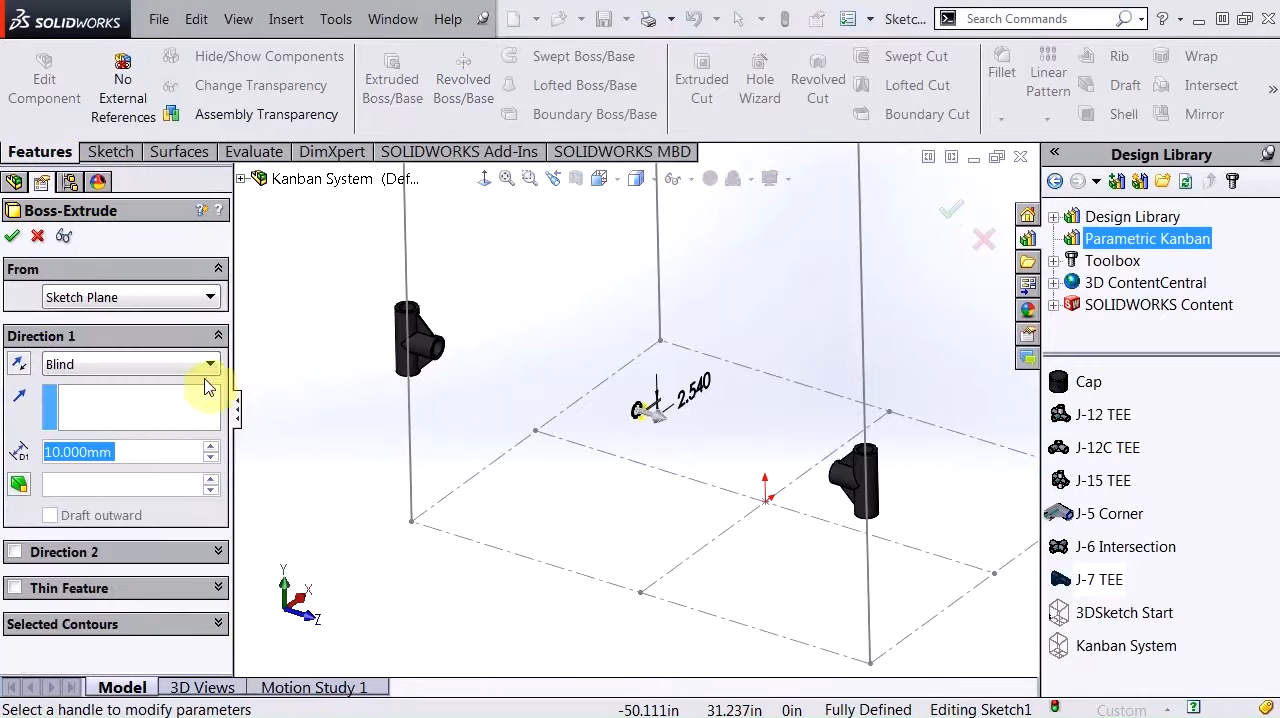 SOLIDWORKS
File Edit View Insert Tools Window Help
Sketc...
Search Commands
Edit Component
No External References
Hide/Show Components
Change Transparency
Assembly Transparency
Extruded Boss/Base
Revolved Boss/Base
Swept Boss/Base
Lofted Boss/Base
Boundary Boss/Base
Extruded Cut
Hole Wizard
Revolved Cut
Swept Cut
Lofted Cut
Boundary Cut
Fillet
Linear Pattern
Rib
Draft
Shell
Wrap
Intersect
Mirror
Features Sketch Surfaces Evaluate DimXpert SOLIDWORKS Add-Ins SOLIDWORKS MBD
Boss-Extrude
From
Sketch Plane
Direction 1
Blind
10.000mm
Draft outward
Direction 2
Thin Feature
Selected Contours
Kanban System (Def...
2.540
Y
X
Z
Design Library
Design Library
Parametric Kanban
Toolbox
3D ContentCentral
SOLIDWORKS Content
Cap
J-12 TEE
J-12C TEE
J-15 TEE
J-5 Corner
J-6 Intersection
J-7 TEE
3DSketch Start
Kanban System
Model 3D Views Motion Study 1
Select a handle to modify parameters
-50.111in 31.237in 0in Fully Defined Editing Sketch1 Custom